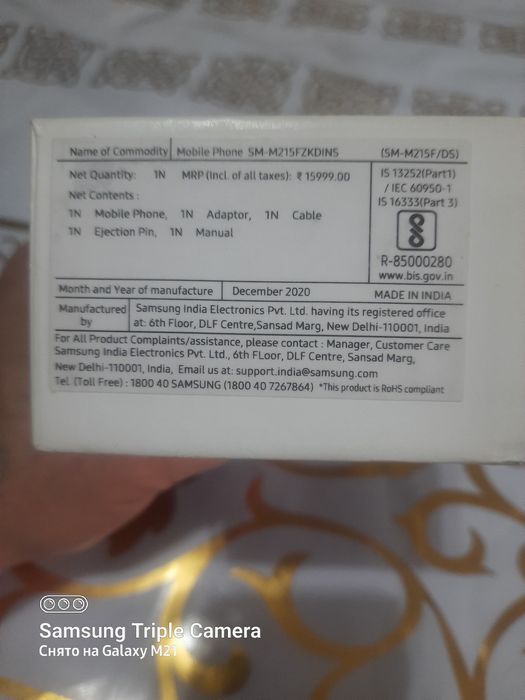 Name of Commodity Mobile Phone SM-M215FZKDINS (SM-M215F/DS)
Net Quantity: 1N MRP(Incl. of all taxes): ₹ 15999.00
Net Contents :
1N Mobile Phone, 1N Adaptor, 1N Cable
1N Ejection Pin, 1N Manual
IS 13252(Part1)
/ IEC 60950-1
IS 16333(Part 3)
R-85000280
www.bis.gov.in
Month and Year of manufacture December 2020 MADE IN INDIA
Manufactured by
Samsung India Electronics Pvt. Ltd. having its registered office
at: 6th Floor, DLF Centre,Sansad Marg, New Delhi-110001, India
For All Product Complaints/assistance, please contact : Manager, Customer Care
Samsung India Electronics Pvt. Ltd., 6th FLoor, DLF Centre, Sansad Marg,
New Delhi-110001, India, Email us at: support.india@samsung.com
Tel. (Toll Free) : 1800 40 SAMSUNG (1800 40 7267864) *This product is RoHS compliant
Samsung Triple Camera
Снято на Galaxy M21